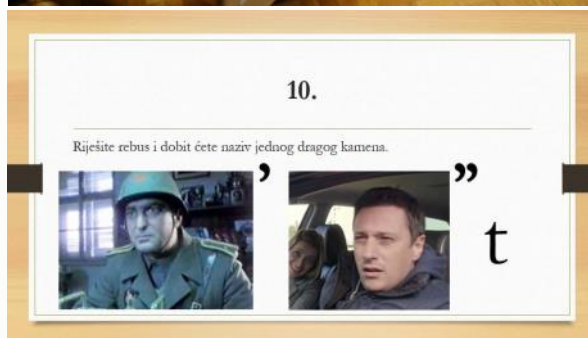 10.
Riješite rebus i dobit ćete naziv jednog dragog kamena.
’ ” t